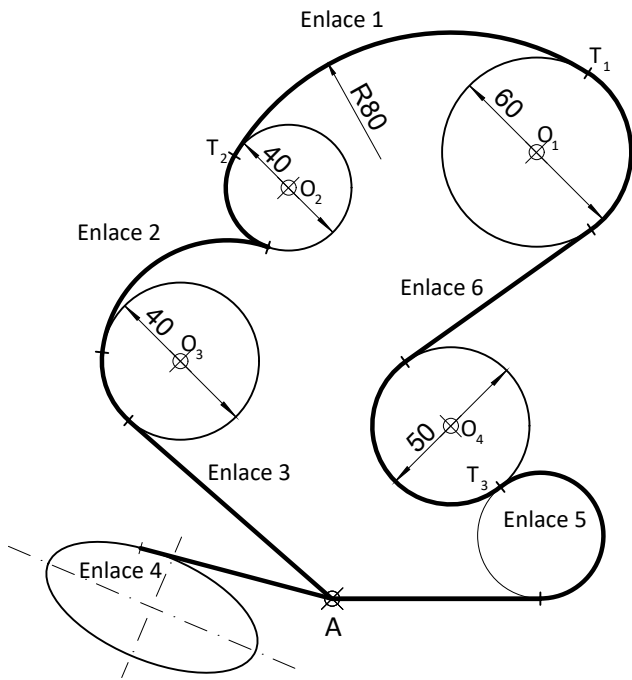 Enlace 1
T1
60
R80
O1
T2
40
O2
Enlace 2
Enlace 6
40
O3
50
O4
T3
Enlace 3
Enlace 5
Enlace 4
A